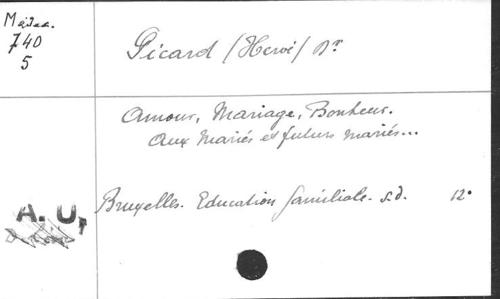 Médec.
740
5
Picard (Hervé) Dr
Amour, Mariage, Bonheur.
Aux Mariés et futurs mariés...
Bruxelles. Education familiale. s.d. 12°
A. U,